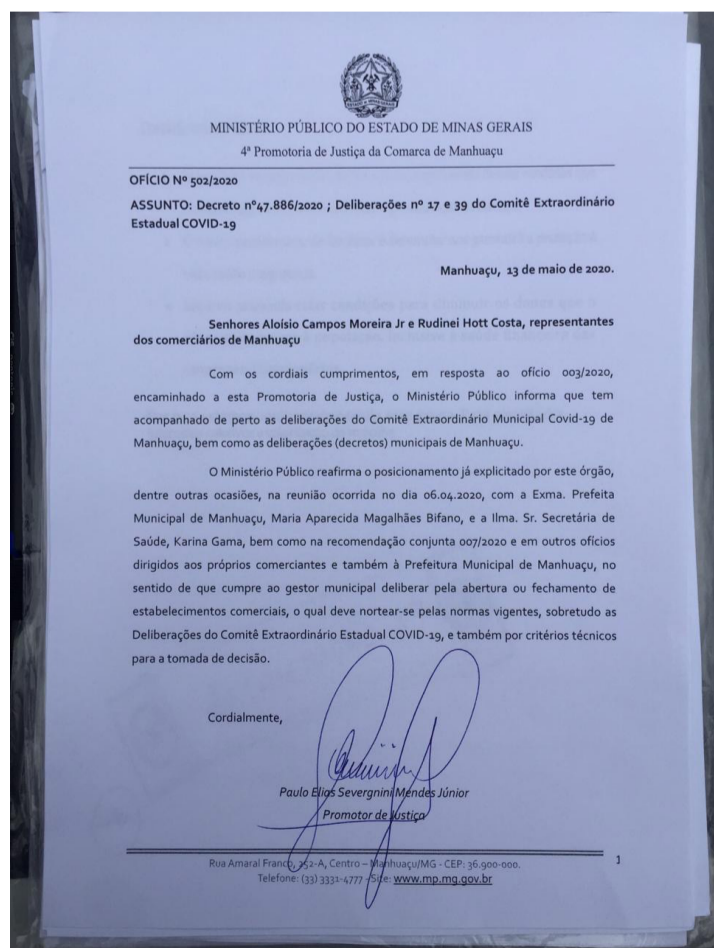 MINISTÉRIO PÚBLICO DO ESTADO DE MINAS GERAIS
4ª Promotoria de Justiça da Comarca de Manhuaçu
OFÍCIO Nº 502/2020
ASSUNTO: Decreto nº47.886/2020 ; Deliberações nº 17 e 39 do Comitê Extraordinário
Estadual COVID-19
Manhuaçu, 13 de maio de 2020.
Senhores Aloísio Campos Moreira Jr e Rudinei Hott Costa, representantes
dos comerciários de Manhuaçu
Com os cordiais cumprimentos, em resposta ao ofício 003/2020,
encaminhado a esta Promotoria de Justiça, o Ministério Público informa que tem
acompanhado de perto as deliberações do Comitê Extraordinário Municipal Covid-19 de
Manhuaçu, bem como as deliberações (decretos) municipais de Manhuaçu.
O Ministério Público reafirma o posicionamento já explicitado por este órgão,
dentre outras ocasiões, na reunião ocorrida no dia 06.04.2020, com a Exma. Prefeita
Municipal de Manhuaçu, Maria Aparecida Magalhães Bifano, e a Ilma. Sr. Secretária de
Saúde, Karina Gama, bem como na recomendação conjunta 007/2020 e em outros ofícios
dirigidos aos próprios comerciantes e também à Prefeitura Municipal de Manhuaçu, no
sentido de que cumpre ao gestor municipal deliberar pela abertura ou fechamento de
estabelecimentos comerciais, o qual deve nortear-se pelas normas vigentes, sobretudo as
Deliberações do Comitê Extraordinário Estadual COVID-19, e também por critérios técnicos
para a tomada de decisão.
Cordialmente,
Paulo Elias Severgnini Mendes Júnior
Promotor de Justiça
Rua Amaral Franco, 252-A, Centro – Manhuaçu/MG - CEP: 36.900-000.
Telefone: (33) 3331-4777 - Site: www.mp.mg.gov.br
1